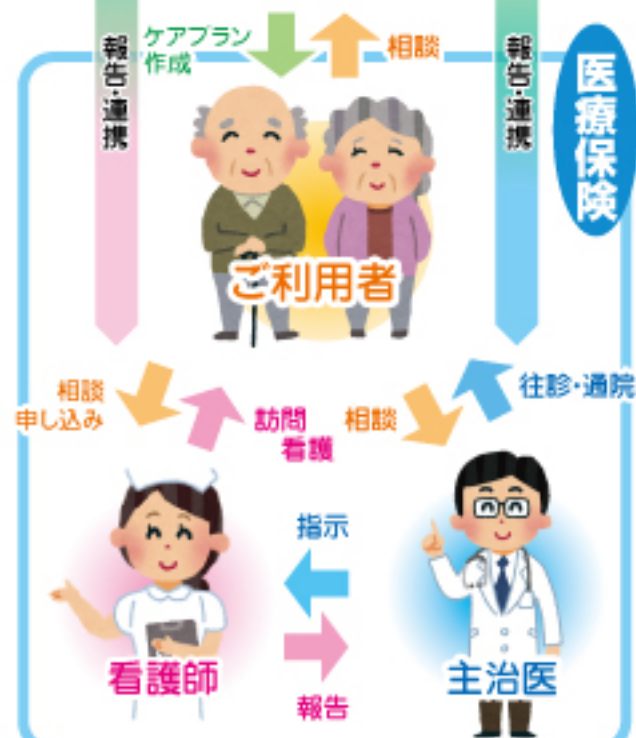 ケアプラン
作成
相談
報告・連携
報告・連携
医療保険
ご利用者
相談
申し込み
訪問
看護
相談
往診・通院
指示
看護師
主治医
報告